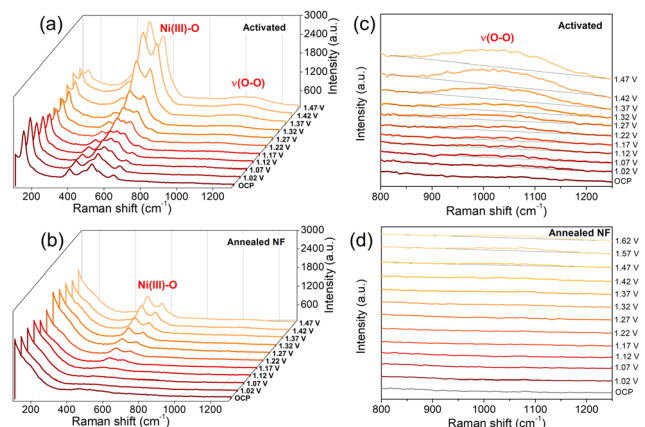 (a)
Activated
Ni(III)-O
ν(O-O)
3000
2400
1800
1200
600
Intensity (a.u.)
1.47 V
1.42 V
1.37 V
1.32 V
1.27 V
1.22 V
1.17 V
1.12 V
1.07 V
1.02 V
OCP
200 400 600 800 1000 1200
Raman shift (cm-1)
(c)
Activated
ν(O-O)
Intensity (a.u.)
1.47 V
1.42 V
1.37 V
1.32 V
1.27 V
1.22 V
1.17 V
1.12 V
1.07 V
1.02 V
OCP
800 900 1000 1100 1200
Raman shift (cm-1)
(b)
Annealed NF
Ni(III)-O
3000
2400
1800
1200
600
Intensity (a.u.)
1.47 V
1.42 V
1.37 V
1.32 V
1.27 V
1.22 V
1.17 V
1.12 V
1.07 V
1.02 V
OCP
200 400 600 800 1000 1200
Raman shift (cm-1)
(d)
Annealed NF
Intensity (a.u.)
1.62 V
1.57 V
1.47 V
1.42 V
1.37 V
1.32 V
1.27 V
1.22 V
1.17 V
1.12 V
1.07 V
1.02 V
OCP
800 900 1000 1100 1200
Raman shift (cm-1)